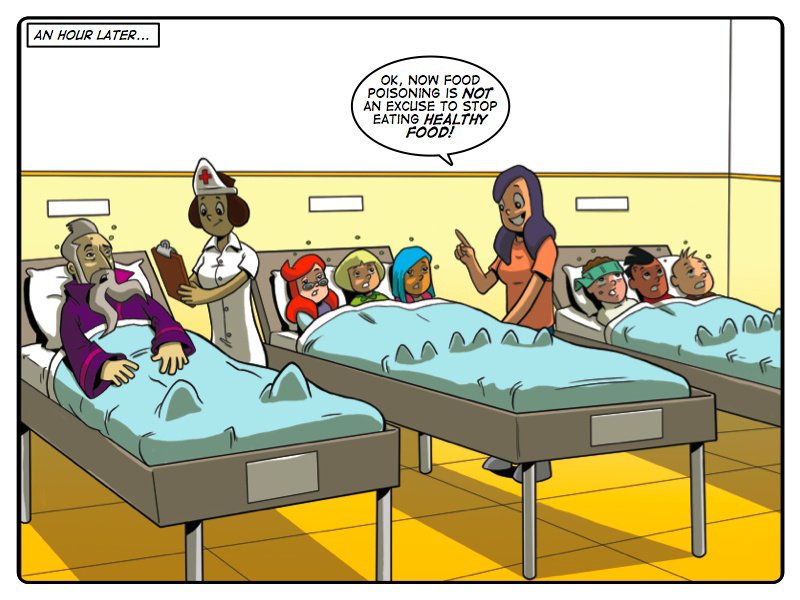 AN HOUR LATER...
OK, NOW FOOD
POISONING IS NOT
AN EXCUSE TO STOP
EATING HEALTHY
FOOD!